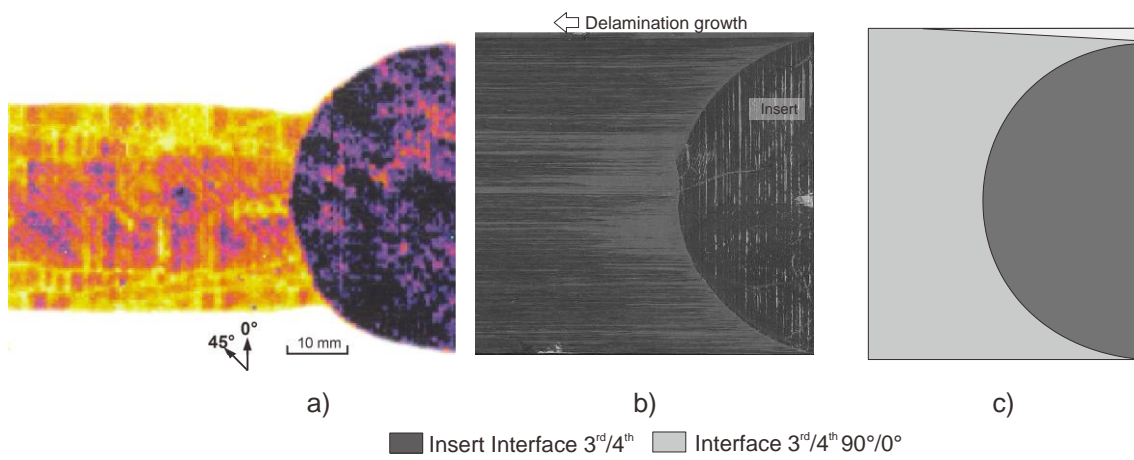 Delamination growth
Insert
45°
0°
10 mm
a)
b)
c)
Insert Interface 3rd/4th
Interface 3rd/4th 90°/0°